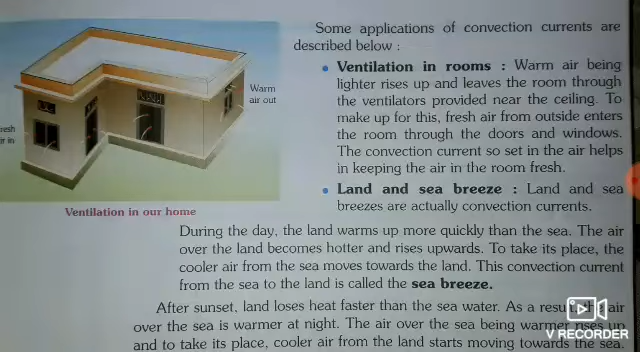 Some applications of convection currents are
described below :
• Ventilation in rooms : Warm air being
lighter rises up and leaves the room through
the ventilators provided near the ceiling. To
make up for this, fresh air from outside enters
the room through the doors and windows.
The convection current so set in the air helps
in keeping the air in the room fresh.
• Land and sea breeze : Land and sea
breezes are actually convection currents.
Warm
air out
resh
ir in
Ventilation in our home
During the day, the land warms up more quickly than the sea. The air
over the land becomes hotter and rises upwards. To take its place, the
cooler air from the sea moves towards the land. This convection current
from the sea to the land is called the sea breeze.
After sunset, land loses heat faster than the sea water. As a result, the air
over the sea is warmer at night. The air over the sea being warmer rises up
and to take its place, cooler air from the land starts moving towards the sea.
V RECORDER